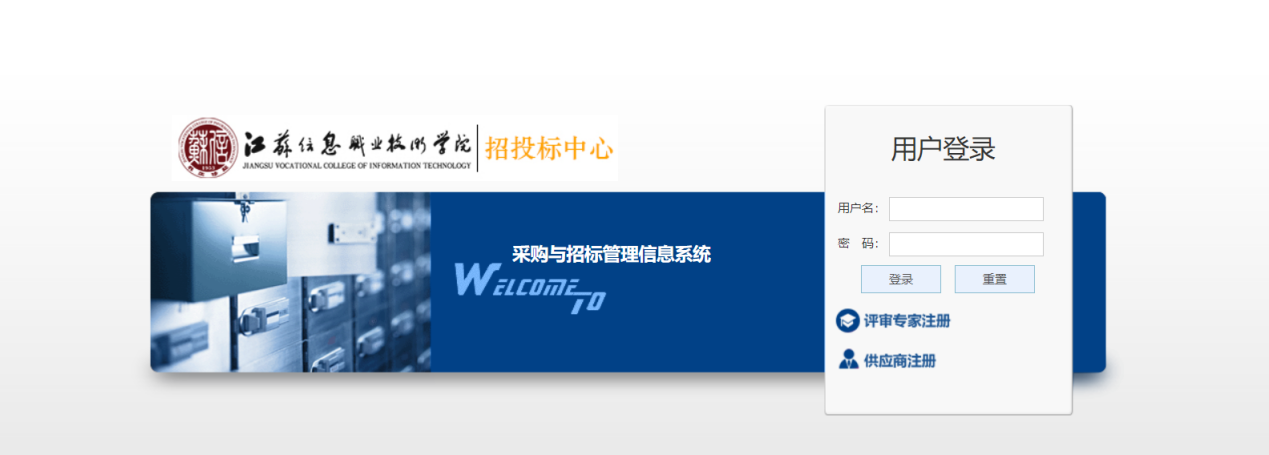 江苏信息职业技术学院
JIANGSU VOCATIONAL COLLEGE OF INFORMATION TECHNOLOGY
招投标中心
采购与招标管理信息系统
WELCOME TO
用户登录
用户名：
密 码：
登录 重置
评审专家注册
供应商注册